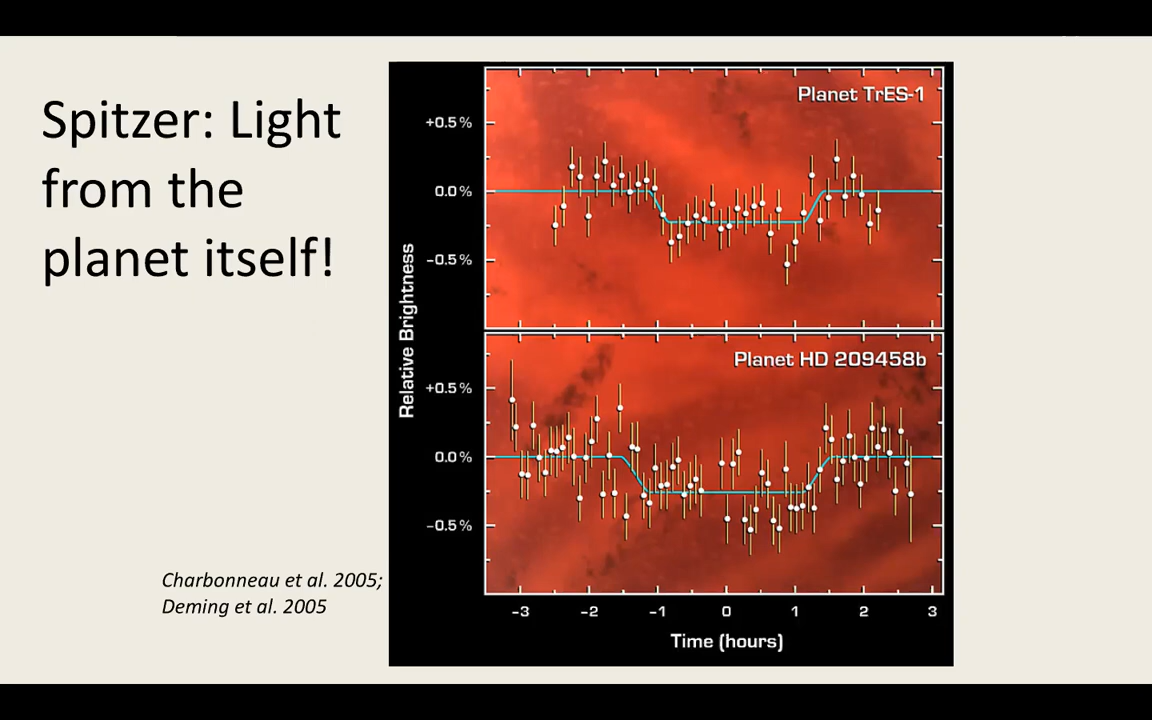 Spitzer: Light
from the
planet itself!
Charbonneau et al. 2005;
Deming et al. 2005
Relative Brightness
Planet TrES-1
+0.5%
0.0%
−0.5%
Planet HD 209458b
+0.5%
0.0%
−0.5%
−3 −2 −1 0 1 2 3
Time (hours)